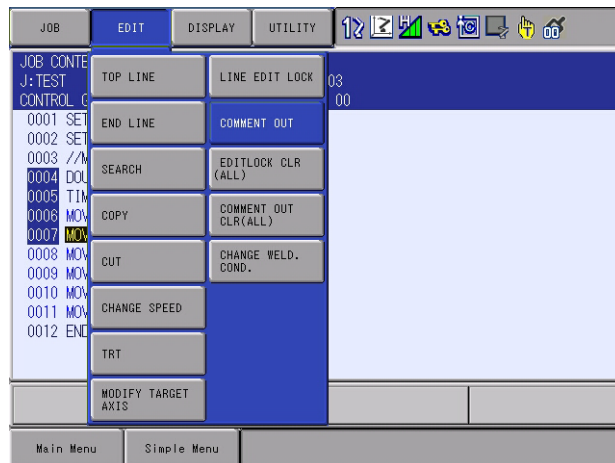 JOB EDIT DISPLAY UTILITY
JOB CONTE
J:TEST 03
CONTROL 00
0001 SET
0002 SET
0003 //M
0004 DOU
0005 TIM
0006 MOV
0007 MOV
0008 MOV
0009 MOV
0010 MOV
0011 MOV
0012 END
TOP LINE
END LINE
SEARCH
COPY
CUT
CHANGE SPEED
TRT
MODIFY TARGET
AXIS
LINE EDIT LOCK
COMMENT OUT
EDITLOCK CLR
(ALL)
COMMENT OUT
CLR(ALL)
CHANGE WELD.
COND.
Main Menu Simple Menu